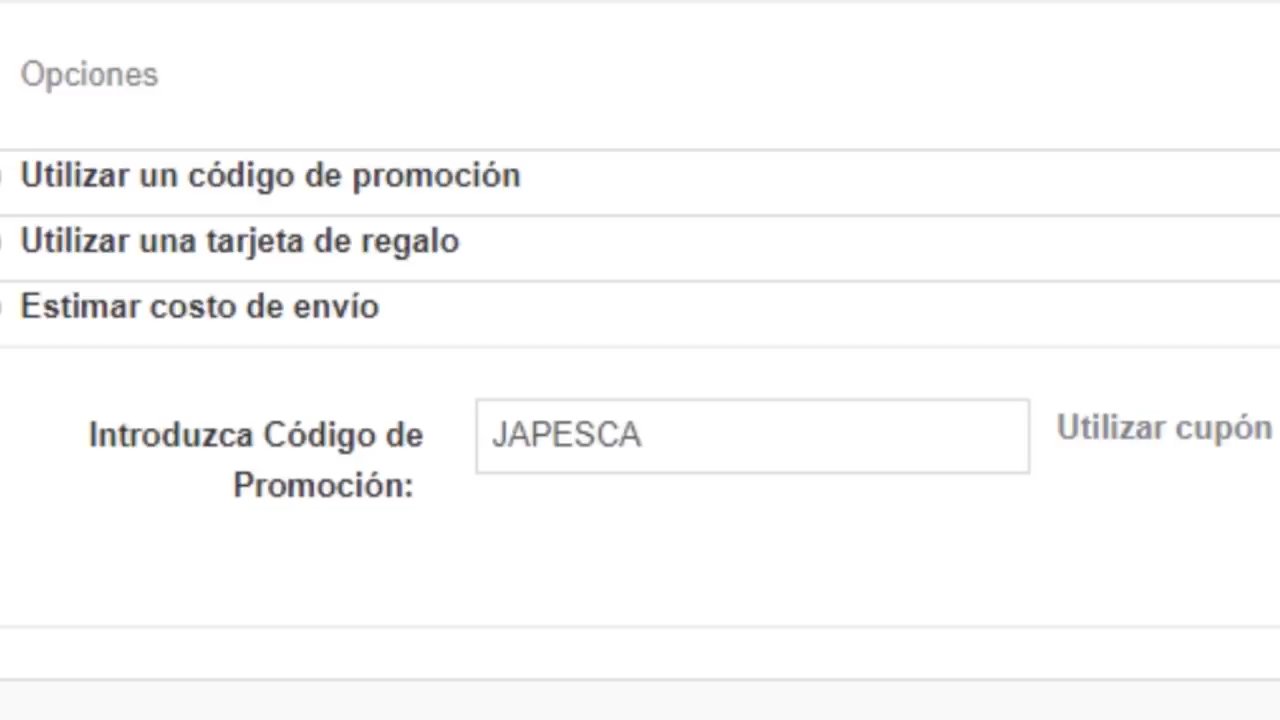 Opciones
Utilizar un código de promoción
Utilizar una tarjeta de regalo
Estimar costo de envío
Introduzca Código de
Promoción:
JAPESCA
Utilizar cupón